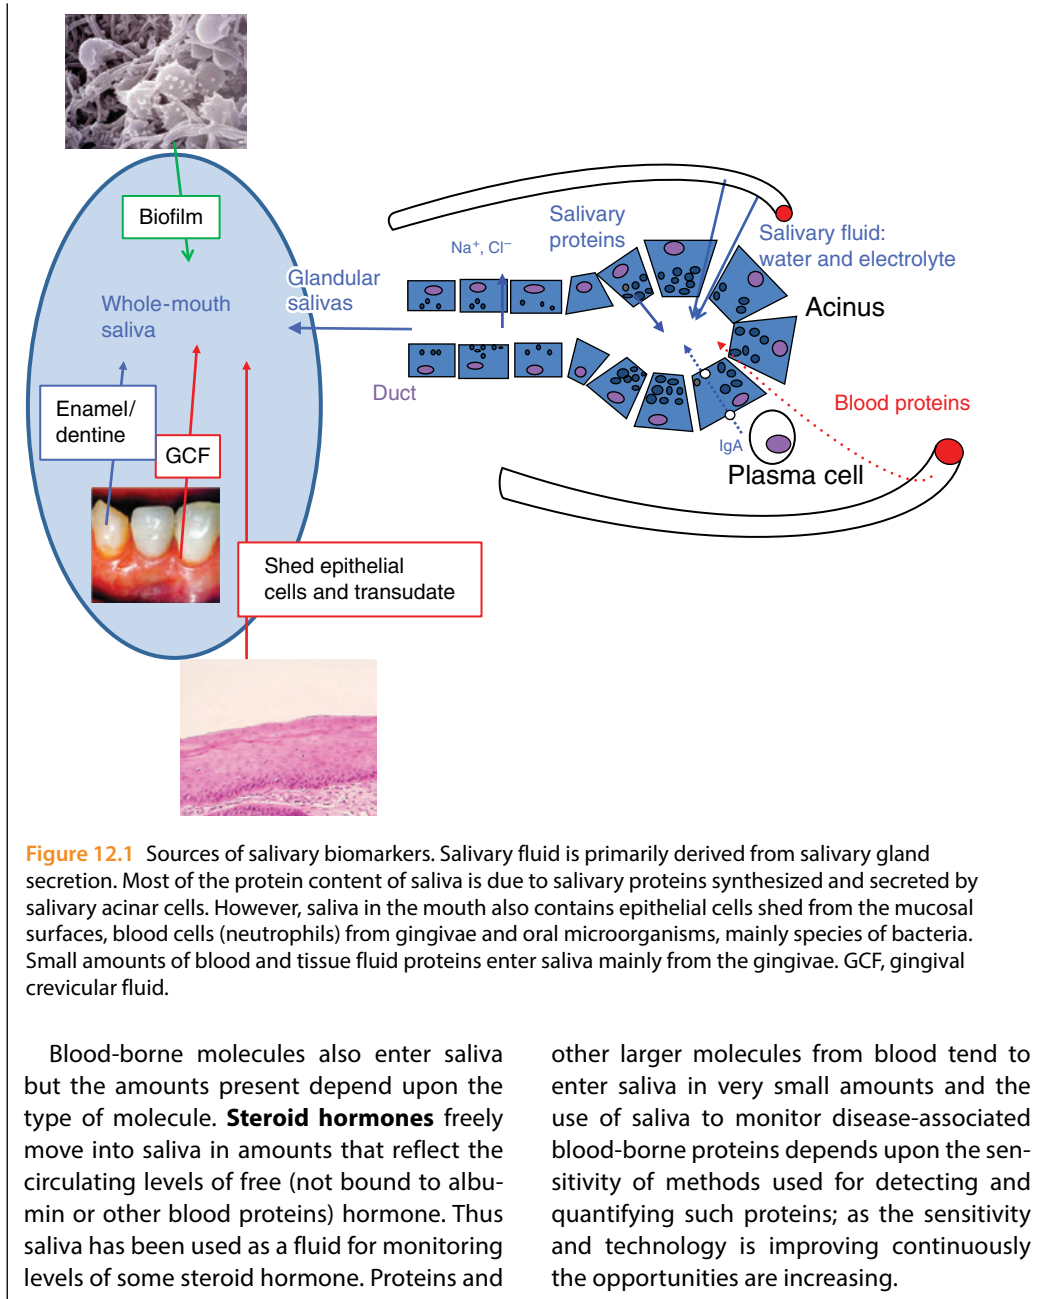 Biofilm
Whole-mouth
saliva
Enamel/
dentine
GCF
Shed epithelial
cells and transudate
Glandular
salivas
Na⁺, Cl⁻
Salivary
proteins
Salivary fluid:
water and electrolyte
Acinus
Duct
Blood proteins
IgA
Plasma cell
Figure 12.1 Sources of salivary biomarkers. Salivary fluid is primarily derived from salivary gland
secretion. Most of the protein content of saliva is due to salivary proteins synthesized and secreted by
salivary acinar cells. However, saliva in the mouth also contains epithelial cells shed from the mucosal
surfaces, blood cells (neutrophils) from gingivae and oral microorganisms, mainly species of bacteria.
Small amounts of blood and tissue fluid proteins enter saliva mainly from the gingivae. GCF, gingival
crevicular fluid.
Blood-borne molecules also enter saliva
but the amounts present depend upon the
type of molecule. Steroid hormones freely
move into saliva in amounts that reflect the
circulating levels of free (not bound to albu-
min or other blood proteins) hormone. Thus
saliva has been used as a fluid for monitoring
levels of some steroid hormone. Proteins and
other larger molecules from blood tend to
enter saliva in very small amounts and the
use of saliva to monitor disease-associated
blood-borne proteins depends upon the sen-
sitivity of methods used for detecting and
quantifying such proteins; as the sensitivity
and technology is improving continuously
the opportunities are increasing.